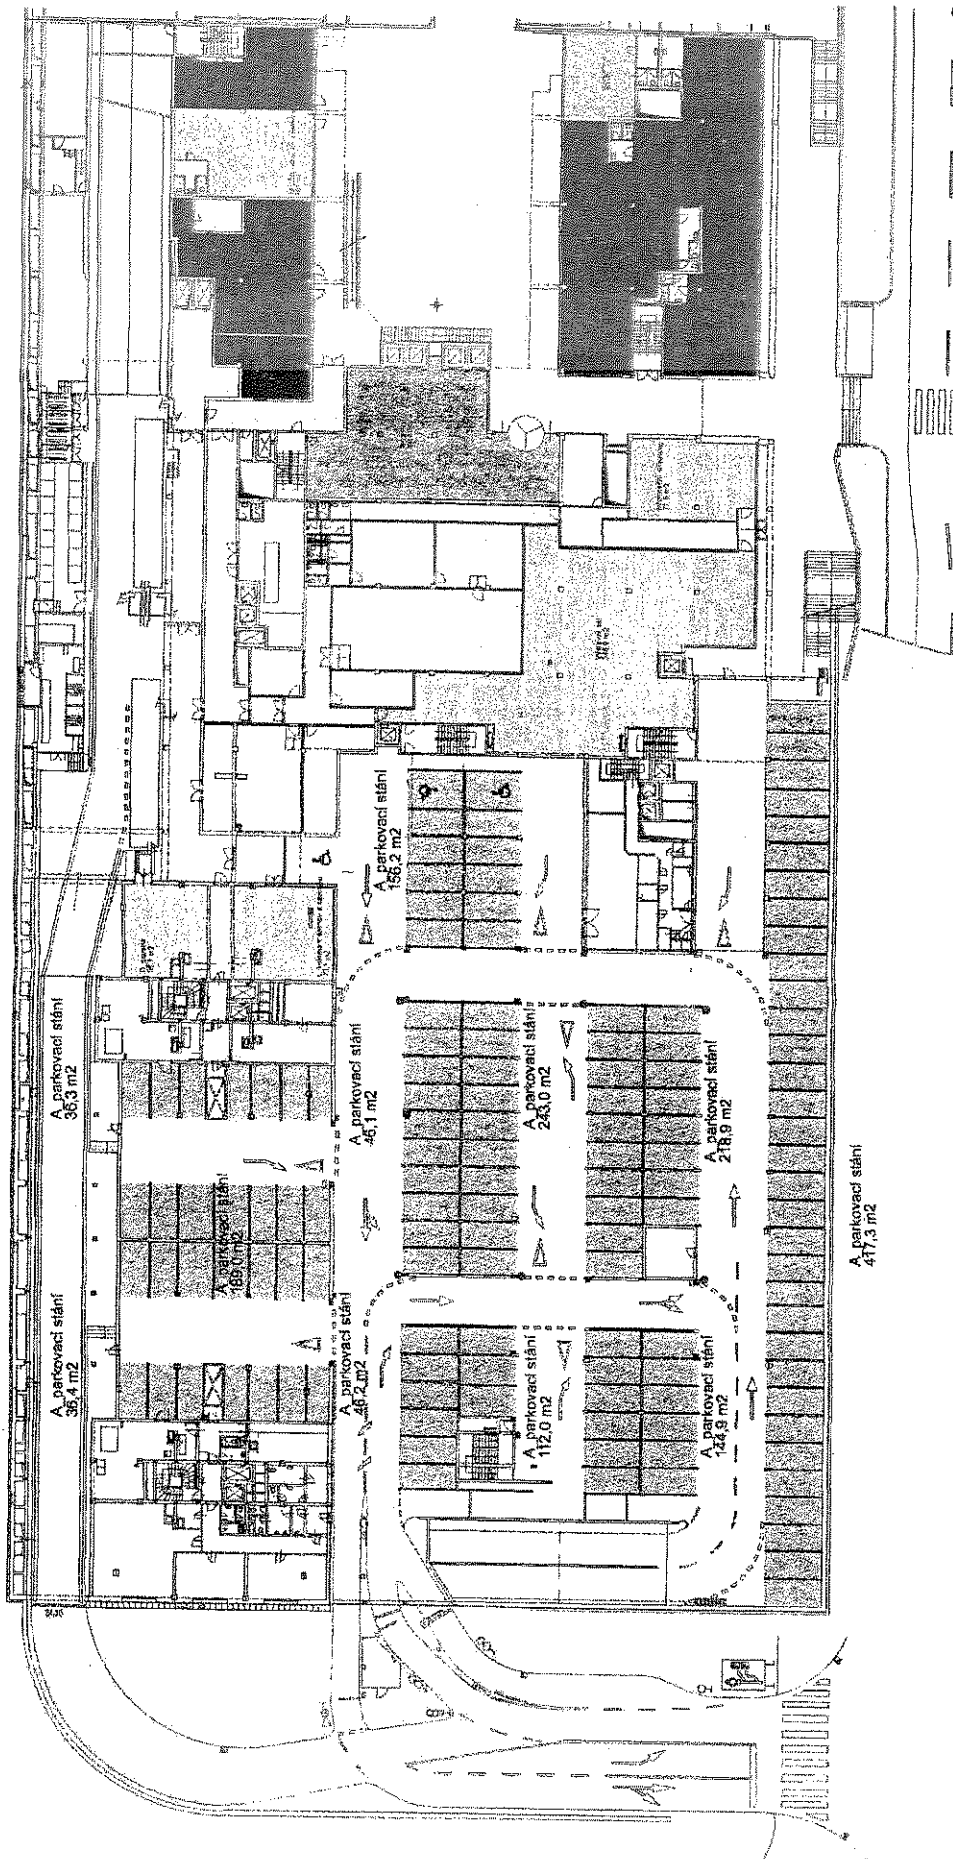 A_parkovací stání
156,2 m2
A_parkovací stání
36,3 m2
A_parkovací stání
46,1 m2
A_parkovací stání
243,0 m2
A_parkovací stání
218,9 m2
A_parkovací stání
417,3 m2
A_parkovací stání
189,0 m2
A_parkovací stání
36,4 m2
A_parkovací stání
46,2 m2
A_parkovací stání
112,0 m2
A_parkovací stání
144,9 m2